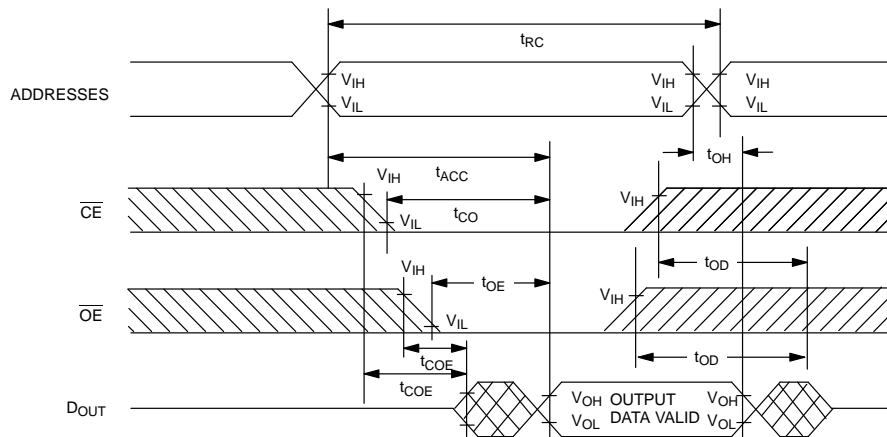 tRC
ADDRESSES
VIH
VIL
VIH
VIL
VIH
VIL
tOH
tACC
VIH
tCO
VIH
CE
VIL
tOD
VIH
tOE
VIH
OE
VIL
tOD
tCOE
tCOE
DOUT
VOH OUTPUT VOH
VOL DATA VALID VOL